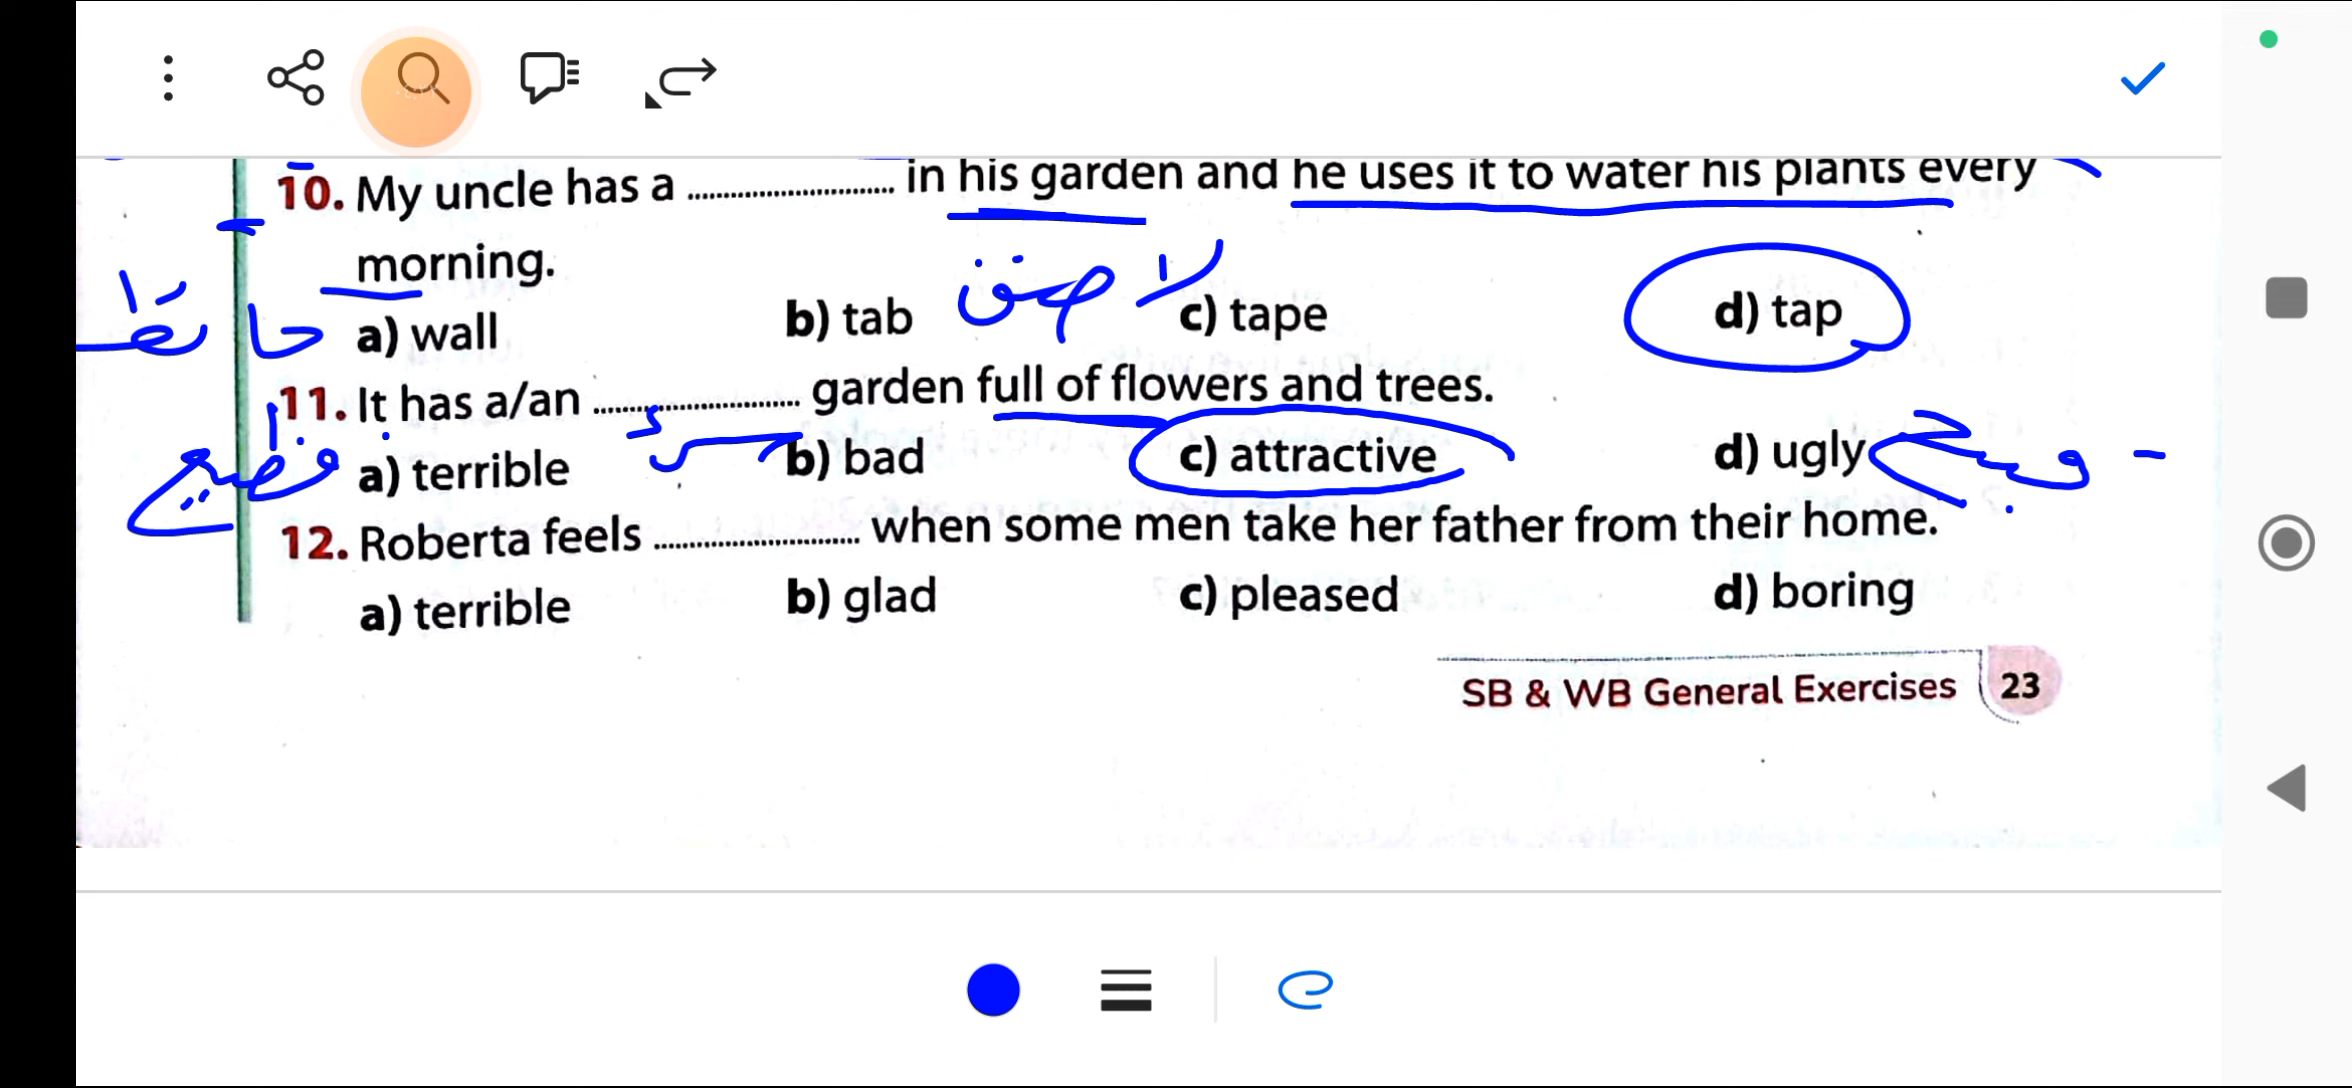 10. My uncle has a .......................... in his garden and he uses it to water his plants every
morning.
حائط a) wall b) tab لاصق c) tape d) tap
11. It has a/an .......................... garden full of flowers and trees.
فظيع a) terrible b) bad c) attractive d) ugly قبيح
12. Roberta feels .......................... when some men take her father from their home.
a) terrible b) glad c) pleased d) boring
SB & WB General Exercises 23